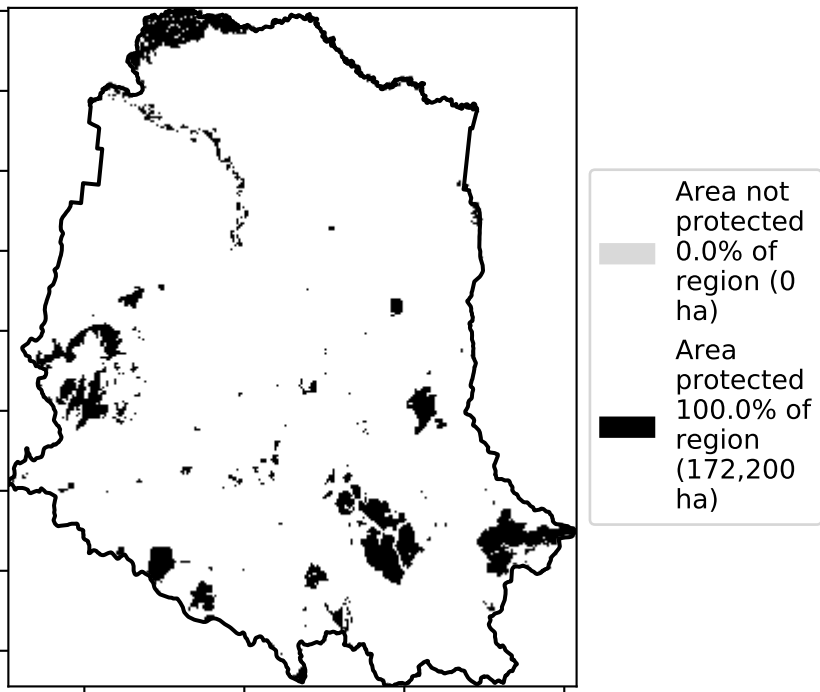 Area not
protected
0.0% of
region (0
ha)
Area
protected
100.0% of
region
(172,200
ha)